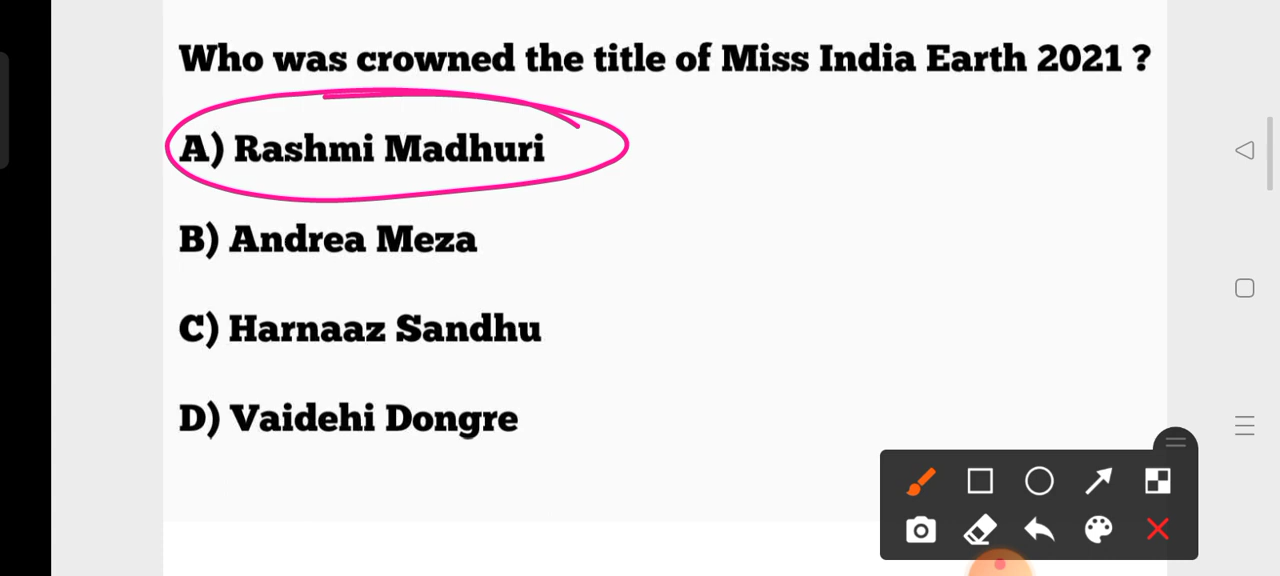 Who was crowned the title of Miss India Earth 2021 ?
A) Rashmi Madhuri
B) Andrea Meza
C) Harnaaz Sandhu
D) Vaidehi Dongre